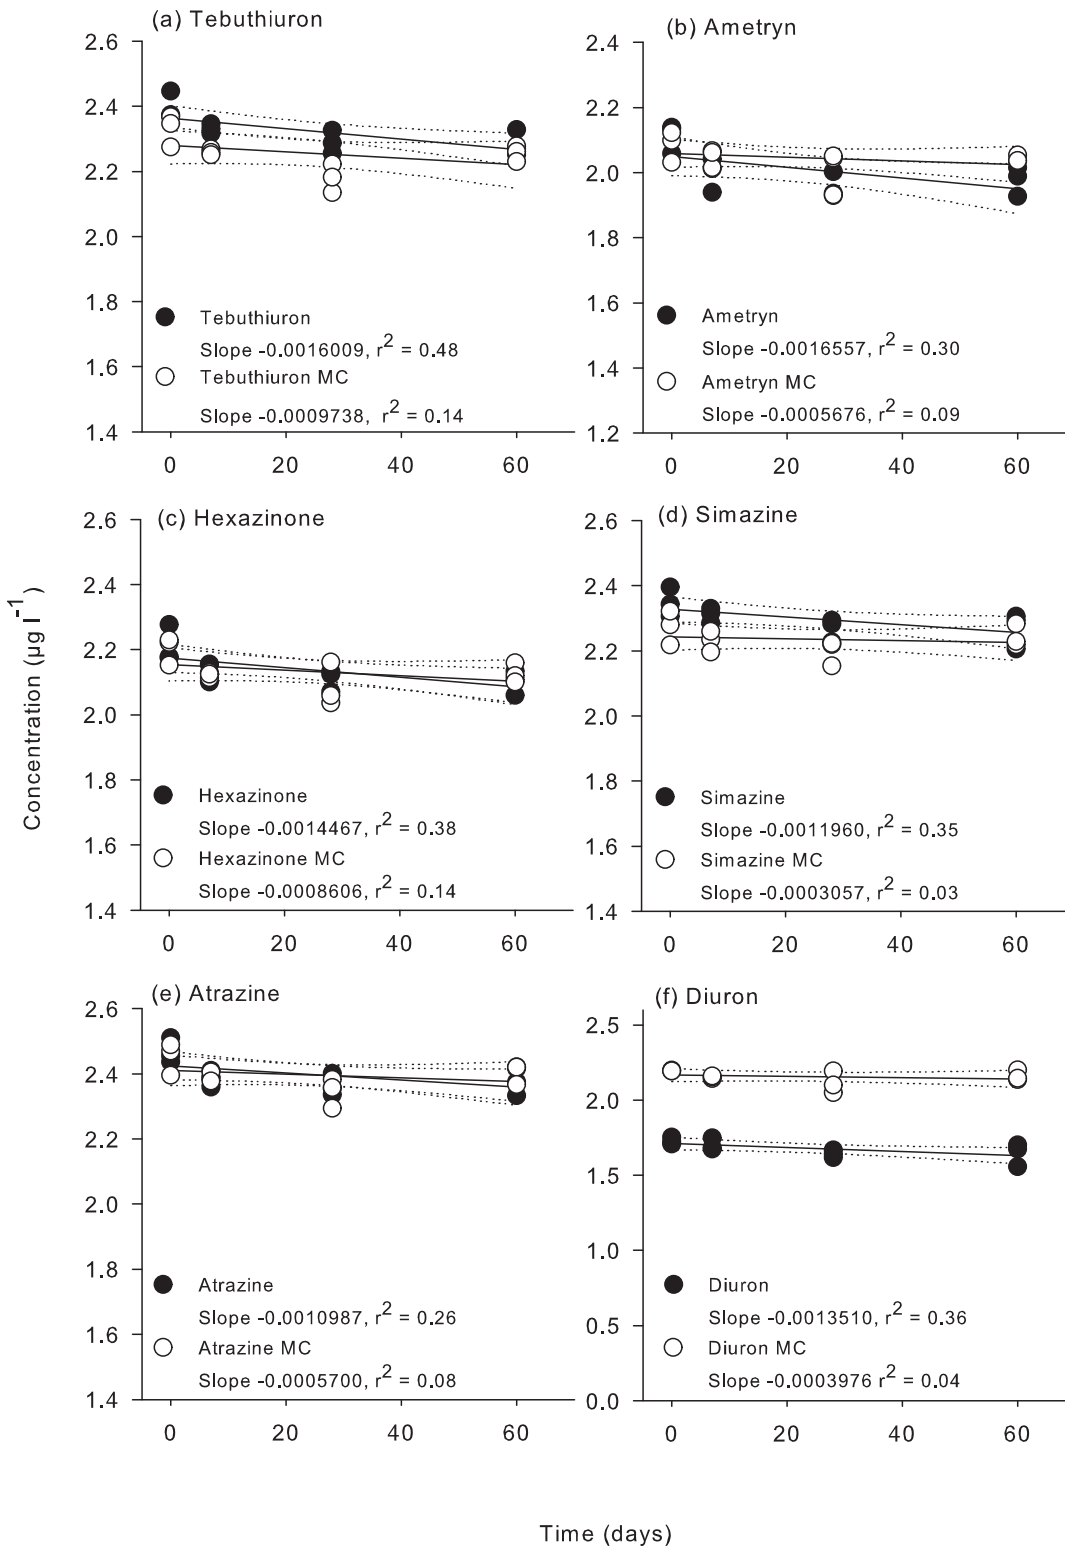 (a) Tebuthiuron
2.6
2.4
2.2
2.0
1.8
1.6
1.4
Tebuthiuron
Slope -0.0016009, r2 = 0.48
Tebuthiuron MC
Slope -0.0009738, r2 = 0.14
0 20 40 60
(b) Ametryn
2.4
2.2
2.0
1.8
1.6
1.4
1.2
Ametryn
Slope -0.0016557, r2 = 0.30
Ametryn MC
Slope -0.0005676, r2 = 0.09
0 20 40 60
Concentration (µg l-1)
(c) Hexazinone
2.6
2.4
2.2
2.0
1.8
1.6
1.4
Hexazinone
Slope -0.0014467, r2 = 0.38
Hexazinone MC
Slope -0.0008606, r2 = 0.14
0 20 40 60
(d) Simazine
2.6
2.4
2.2
2.0
1.8
1.6
1.4
Simazine
Slope -0.0011960, r2 = 0.35
Simazine MC
Slope -0.0003057, r2 = 0.03
0 20 40 60
(e) Atrazine
2.6
2.4
2.2
2.0
1.8
1.6
1.4
Atrazine
Slope -0.0010987, r2 = 0.26
Atrazine MC
Slope -0.0005700, r2 = 0.08
0 20 40 60
(f) Diuron
2.5
2.0
1.5
1.0
0.5
0.0
Diuron
Slope -0.0013510, r2 = 0.36
Diuron MC
Slope -0.0003976 r2 = 0.04
0 20 40 60
Time (days)